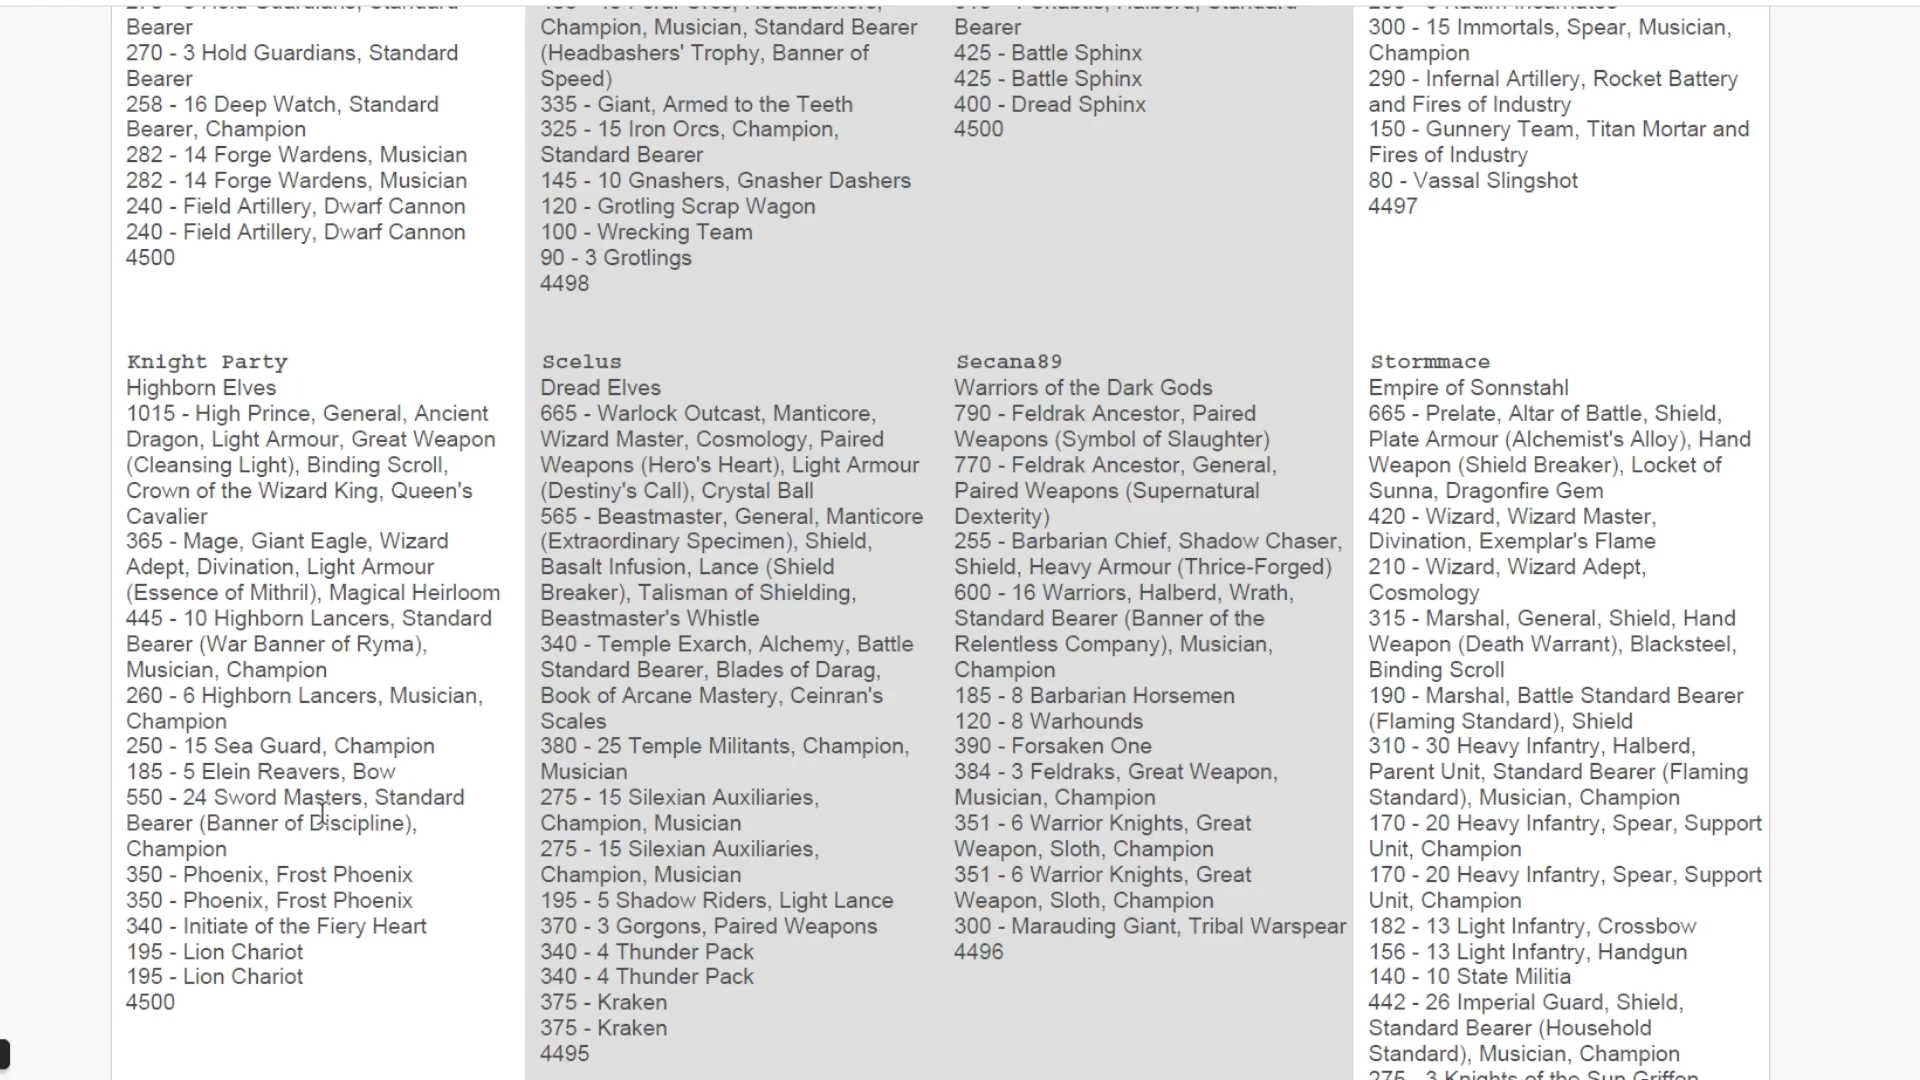 Bearer
270 - 3 Hold Guardians, Standard
Bearer
258 - 16 Deep Watch, Standard
Bearer, Champion
282 - 14 Forge Wardens, Musician
282 - 14 Forge Wardens, Musician
240 - Field Artillery, Dwarf Cannon
240 - Field Artillery, Dwarf Cannon
4500
Champion, Musician, Standard Bearer
(Headbashers' Trophy, Banner of
Speed)
335 - Giant, Armed to the Teeth
325 - 15 Iron Orcs, Champion,
Standard Bearer
145 - 10 Gnashers, Gnasher Dashers
120 - Grotling Scrap Wagon
100 - Wrecking Team
90 - 3 Grotlings
4498
Bearer
425 - Battle Sphinx
425 - Battle Sphinx
400 - Dread Sphinx
4500
300 - 15 Immortals, Spear, Musician,
Champion
290 - Infernal Artillery, Rocket Battery
and Fires of Industry
150 - Gunnery Team, Titan Mortar and
Fires of Industry
80 - Vassal Slingshot
4497
Knight Party
Highborn Elves
1015 - High Prince, General, Ancient
Dragon, Light Armour, Great Weapon
(Cleansing Light), Binding Scroll,
Crown of the Wizard King, Queen's
Cavalier
365 - Mage, Giant Eagle, Wizard
Adept, Divination, Light Armour
(Essence of Mithril), Magical Heirloom
445 - 10 Highborn Lancers, Standard
Bearer (War Banner of Ryma),
Musician, Champion
260 - 6 Highborn Lancers, Musician,
Champion
250 - 15 Sea Guard, Champion
185 - 5 Elein Reavers, Bow
550 - 24 Sword Masters, Standard
Bearer (Banner of Discipline),
Champion
350 - Phoenix, Frost Phoenix
350 - Phoenix, Frost Phoenix
340 - Initiate of the Fiery Heart
195 - Lion Chariot
195 - Lion Chariot
4500
Scelus
Dread Elves
665 - Warlock Outcast, Manticore,
Wizard Master, Cosmology, Paired
Weapons (Hero's Heart), Light Armour
(Destiny's Call), Crystal Ball
565 - Beastmaster, General, Manticore
(Extraordinary Specimen), Shield,
Basalt Infusion, Lance (Shield
Breaker), Talisman of Shielding,
Beastmaster's Whistle
340 - Temple Exarch, Alchemy, Battle
Standard Bearer, Blades of Darag,
Book of Arcane Mastery, Ceinran's
Scales
380 - 25 Temple Militants, Champion,
Musician
275 - 15 Silexian Auxiliaries,
Champion, Musician
275 - 15 Silexian Auxiliaries,
Champion, Musician
195 - 5 Shadow Riders, Light Lance
370 - 3 Gorgons, Paired Weapons
340 - 4 Thunder Pack
340 - 4 Thunder Pack
375 - Kraken
375 - Kraken
4495
Secana89
Warriors of the Dark Gods
790 - Feldrak Ancestor, Paired
Weapons (Symbol of Slaughter)
770 - Feldrak Ancestor, General,
Paired Weapons (Supernatural
Dexterity)
255 - Barbarian Chief, Shadow Chaser,
Shield, Heavy Armour (Thrice-Forged)
600 - 16 Warriors, Halberd, Wrath,
Standard Bearer (Banner of the
Relentless Company), Musician,
Champion
185 - 8 Barbarian Horsemen
120 - 8 Warhounds
390 - Forsaken One
384 - 3 Feldraks, Great Weapon,
Musician, Champion
351 - 6 Warrior Knights, Great
Weapon, Sloth, Champion
351 - 6 Warrior Knights, Great
Weapon, Sloth, Champion
300 - Marauding Giant, Tribal Warspear
4496
Stormmace
Empire of Sonnstahl
665 - Prelate, Altar of Battle, Shield,
Plate Armour (Alchemist's Alloy), Hand
Weapon (Shield Breaker), Locket of
Sunna, Dragonfire Gem
420 - Wizard, Wizard Master,
Divination, Exemplar's Flame
210 - Wizard, Wizard Adept,
Cosmology
315 - Marshal, General, Shield, Hand
Weapon (Death Warrant), Blacksteel,
Binding Scroll
190 - Marshal, Battle Standard Bearer
(Flaming Standard), Shield
310 - 30 Heavy Infantry, Halberd,
Parent Unit, Standard Bearer (Flaming
Standard), Musician, Champion
170 - 20 Heavy Infantry, Spear, Support
Unit, Champion
170 - 20 Heavy Infantry, Spear, Support
Unit, Champion
182 - 13 Light Infantry, Crossbow
156 - 13 Light Infantry, Handgun
140 - 10 State Militia
442 - 26 Imperial Guard, Shield,
Standard Bearer (Household
Standard), Musician, Champion
275 - 3 Knights of the Sun Griffon